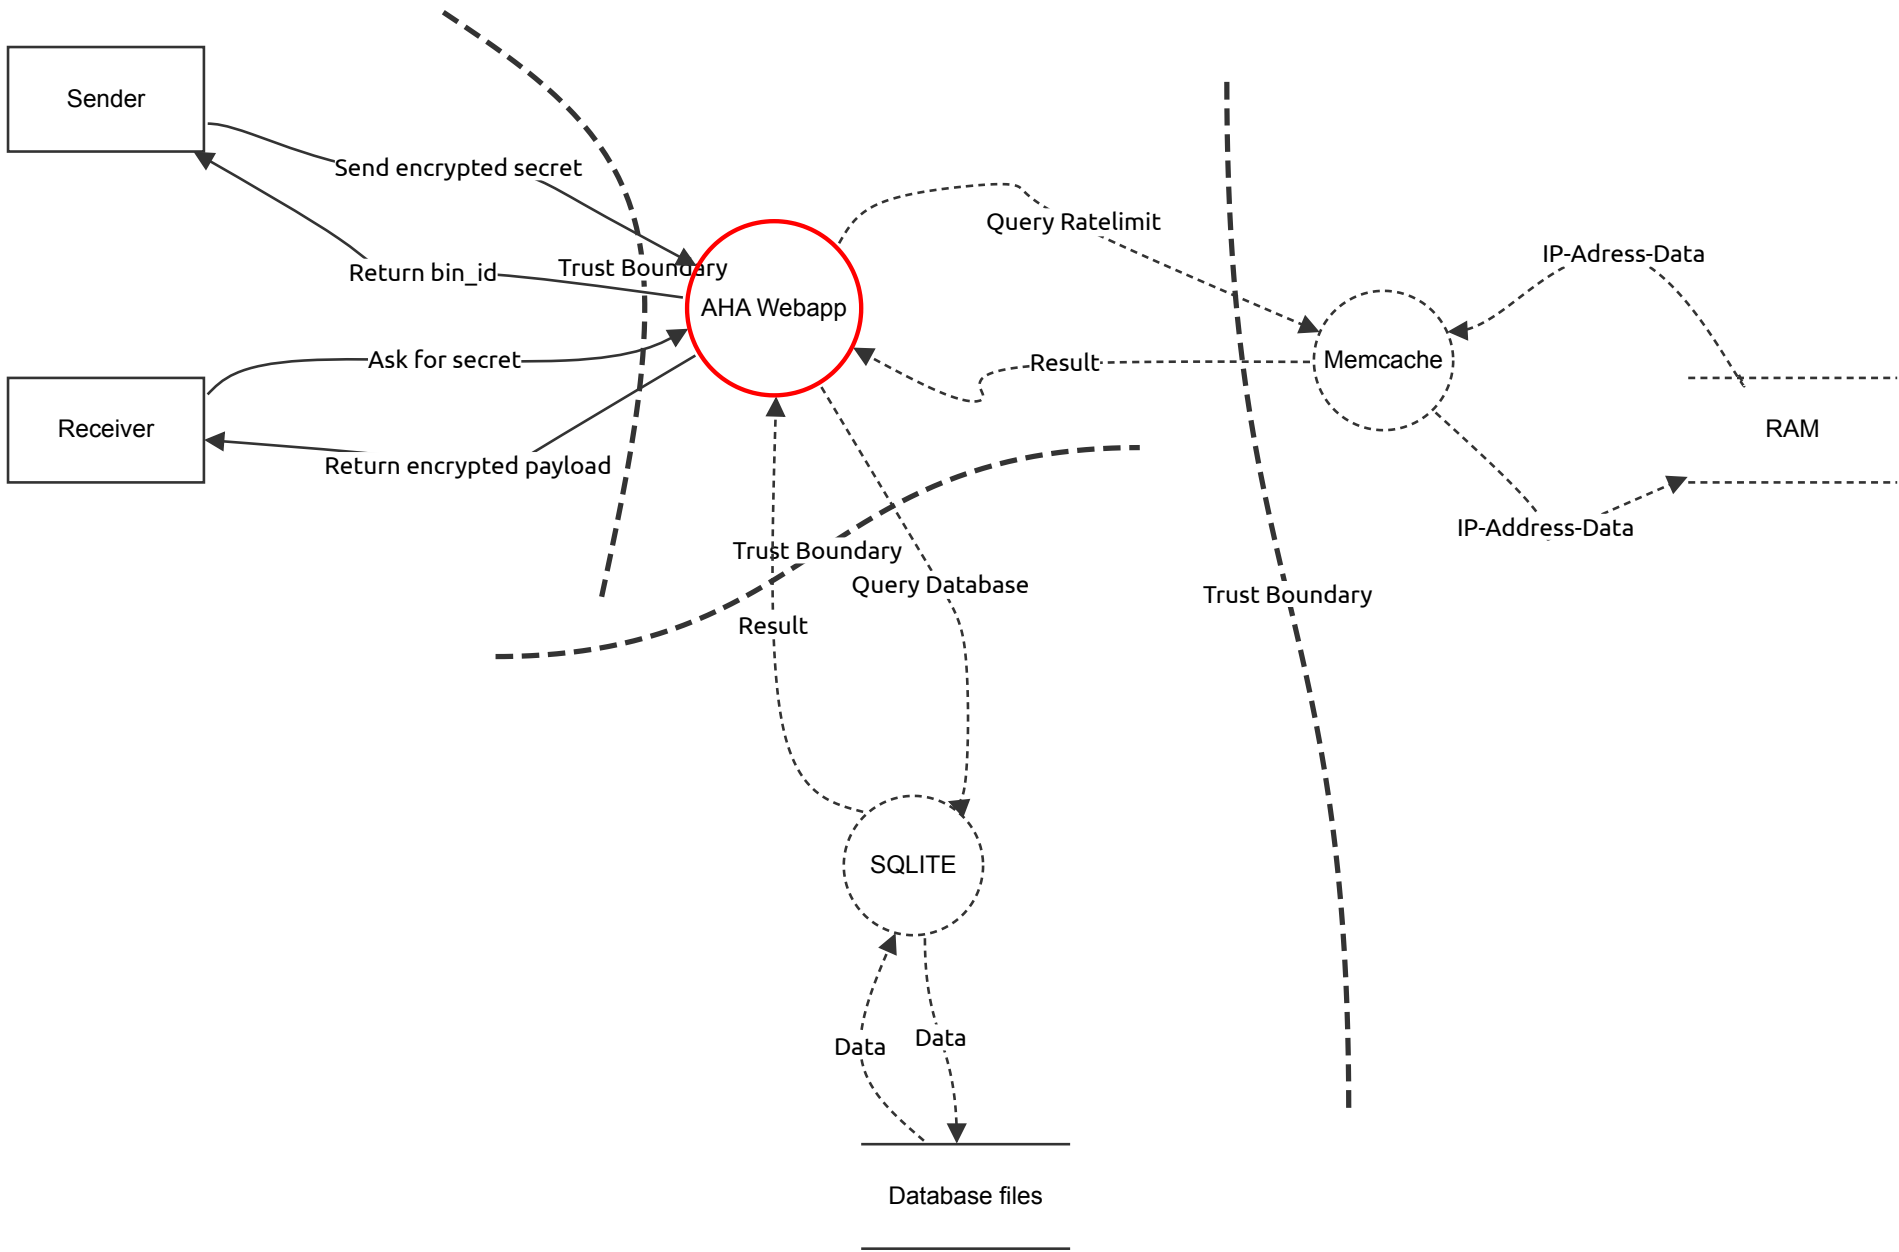 Sender
Send encrypted secret
Return bin_id
Trust Boundary
AHA Webapp
Query Ratelimit
IP-Adress-Data
Ask for secret
Result
Memcache
Receiver
RAM
Return encrypted payload
IP-Address-Data
Trust Boundary
Query Database
Trust Boundary
Result
SQLITE
Data
Data
Database files